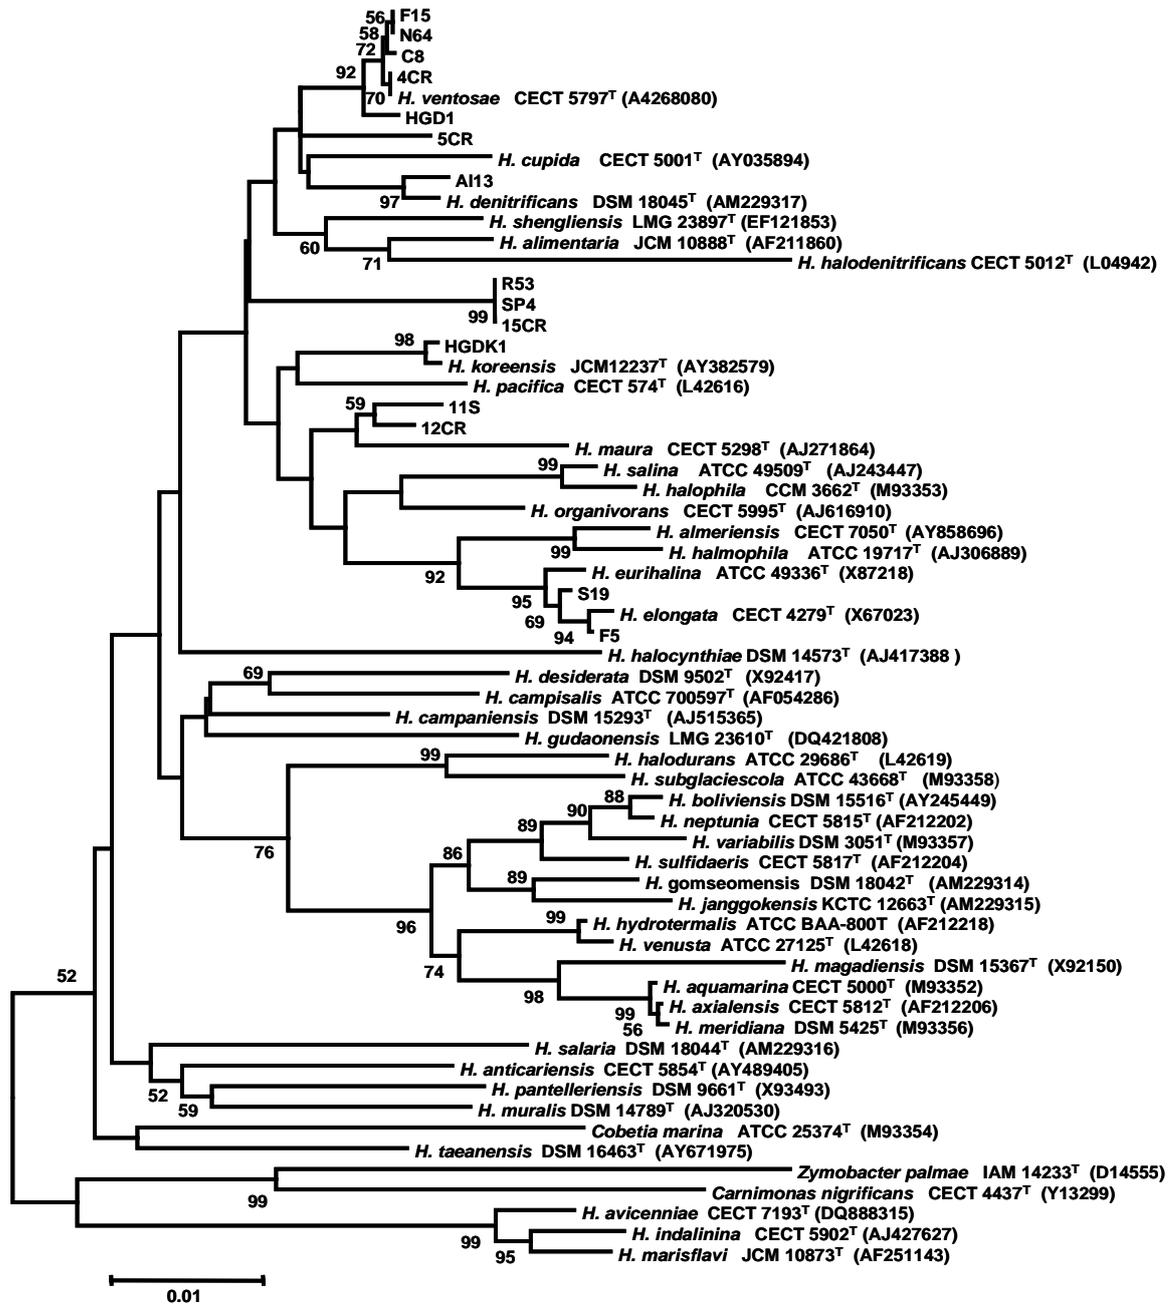 56 F15
58 N64
72 C8
92 4CR
70 H. ventosae CECT 5797T (A4268080)
HGD1
5CR
H. cupida CECT 5001T (AY035894)
AI13
97 H. denitrificans DSM 18045T (AM229317)
H. shengliensis LMG 23897T (EF121853)
60 H. alimentaria JCM 10888T (AF211860)
71 H. halodenitrificans CECT 5012T (L04942)
R53
SP4
99 15CR
98 HGDK1
H. koreensis JCM12237T (AY382579)
H. pacifica CECT 574T (L42616)
59 11S
12CR
H. maura CECT 5298T (AJ271864)
99 H. salina ATCC 49509T (AJ243447)
H. halophila CCM 3662T (M93353)
H. organivorans CECT 5995T (AJ616910)
H. almeriensis CECT 7050T (AY858696)
99 H. halmophila ATCC 19717T (AJ306889)
92 H. eurihalina ATCC 49336T (X87218)
95 S19
69 H. elongata CECT 4279T (X67023)
94 F5
H. halocynthiae DSM 14573T (AJ417388 )
69 H. desiderata DSM 9502T (X92417)
H. campisalis ATCC 700597T (AF054286)
H. campaniensis DSM 15293T (AJ515365)
H. gudaonensis LMG 23610T (DQ421808)
99 H. halodurans ATCC 29686T (L42619)
H. subglaciescola ATCC 43668T (M93358)
88 H. boliviensis DSM 15516T (AY245449)
90 H. neptunia CECT 5815T (AF212202)
89 H. variabilis DSM 3051T (M93357)
76 86 H. sulfidaeris CECT 5817T (AF212204)
89 H. gomseomensis DSM 18042T (AM229314)
H. janggokensis KCTC 12663T (AM229315)
96 99 H. hydrotermalis ATCC BAA-800T (AF212218)
H. venusta ATCC 27125T (L42618)
74 H. magadiensis DSM 15367T (X92150)
98 H. aquamarina CECT 5000T (M93352)
99 H. axialensis CECT 5812T (AF212206)
56 H. meridiana DSM 5425T (M93356)
52
H. salaria DSM 18044T (AM229316)
H. anticariensis CECT 5854T (AY489405)
52 H. pantelleriensis DSM 9661T (X93493)
59 H. muralis DSM 14789T (AJ320530)
Cobetia marina ATCC 25374T (M93354)
H. taeanensis DSM 16463T (AY671975)
Zymobacter palmae IAM 14233T (D14555)
99 Carnimonas nigrificans CECT 4437T (Y13299)
H. avicenniae CECT 7193T (DQ888315)
99 H. indalinina CECT 5902T (AJ427627)
95 H. marisflavi JCM 10873T (AF251143)
0.01